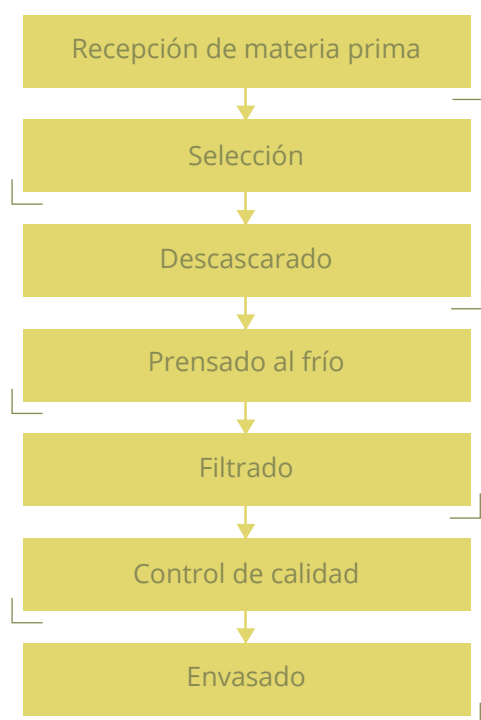 Recepción de materia prima
Selección
Descascarado
Prensado al frío
Filtrado
Control de calidad
Envasado